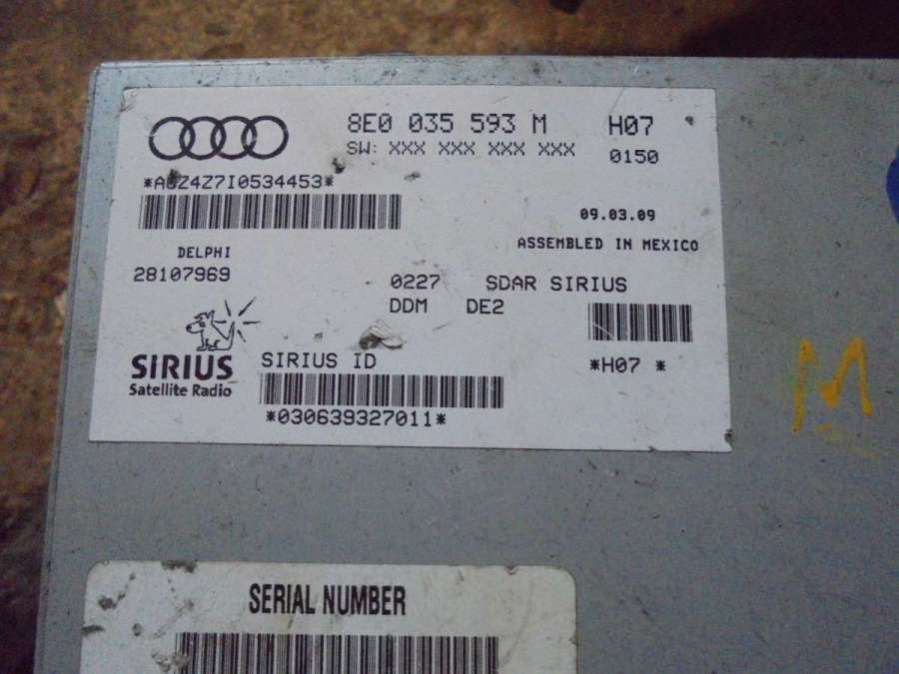 8E0 035 593 M H07
SW: XXX XXX XXX XXX 0150
09.03.09
DELPHI ASSEMBLED IN MEXICO
28107969
0227 SDAR SIRIUS
DDM DE2
SIRIUS
Satellite Radio
SIRIUS ID
*H07 *
*030639327011*
M
SERIAL NUMBER